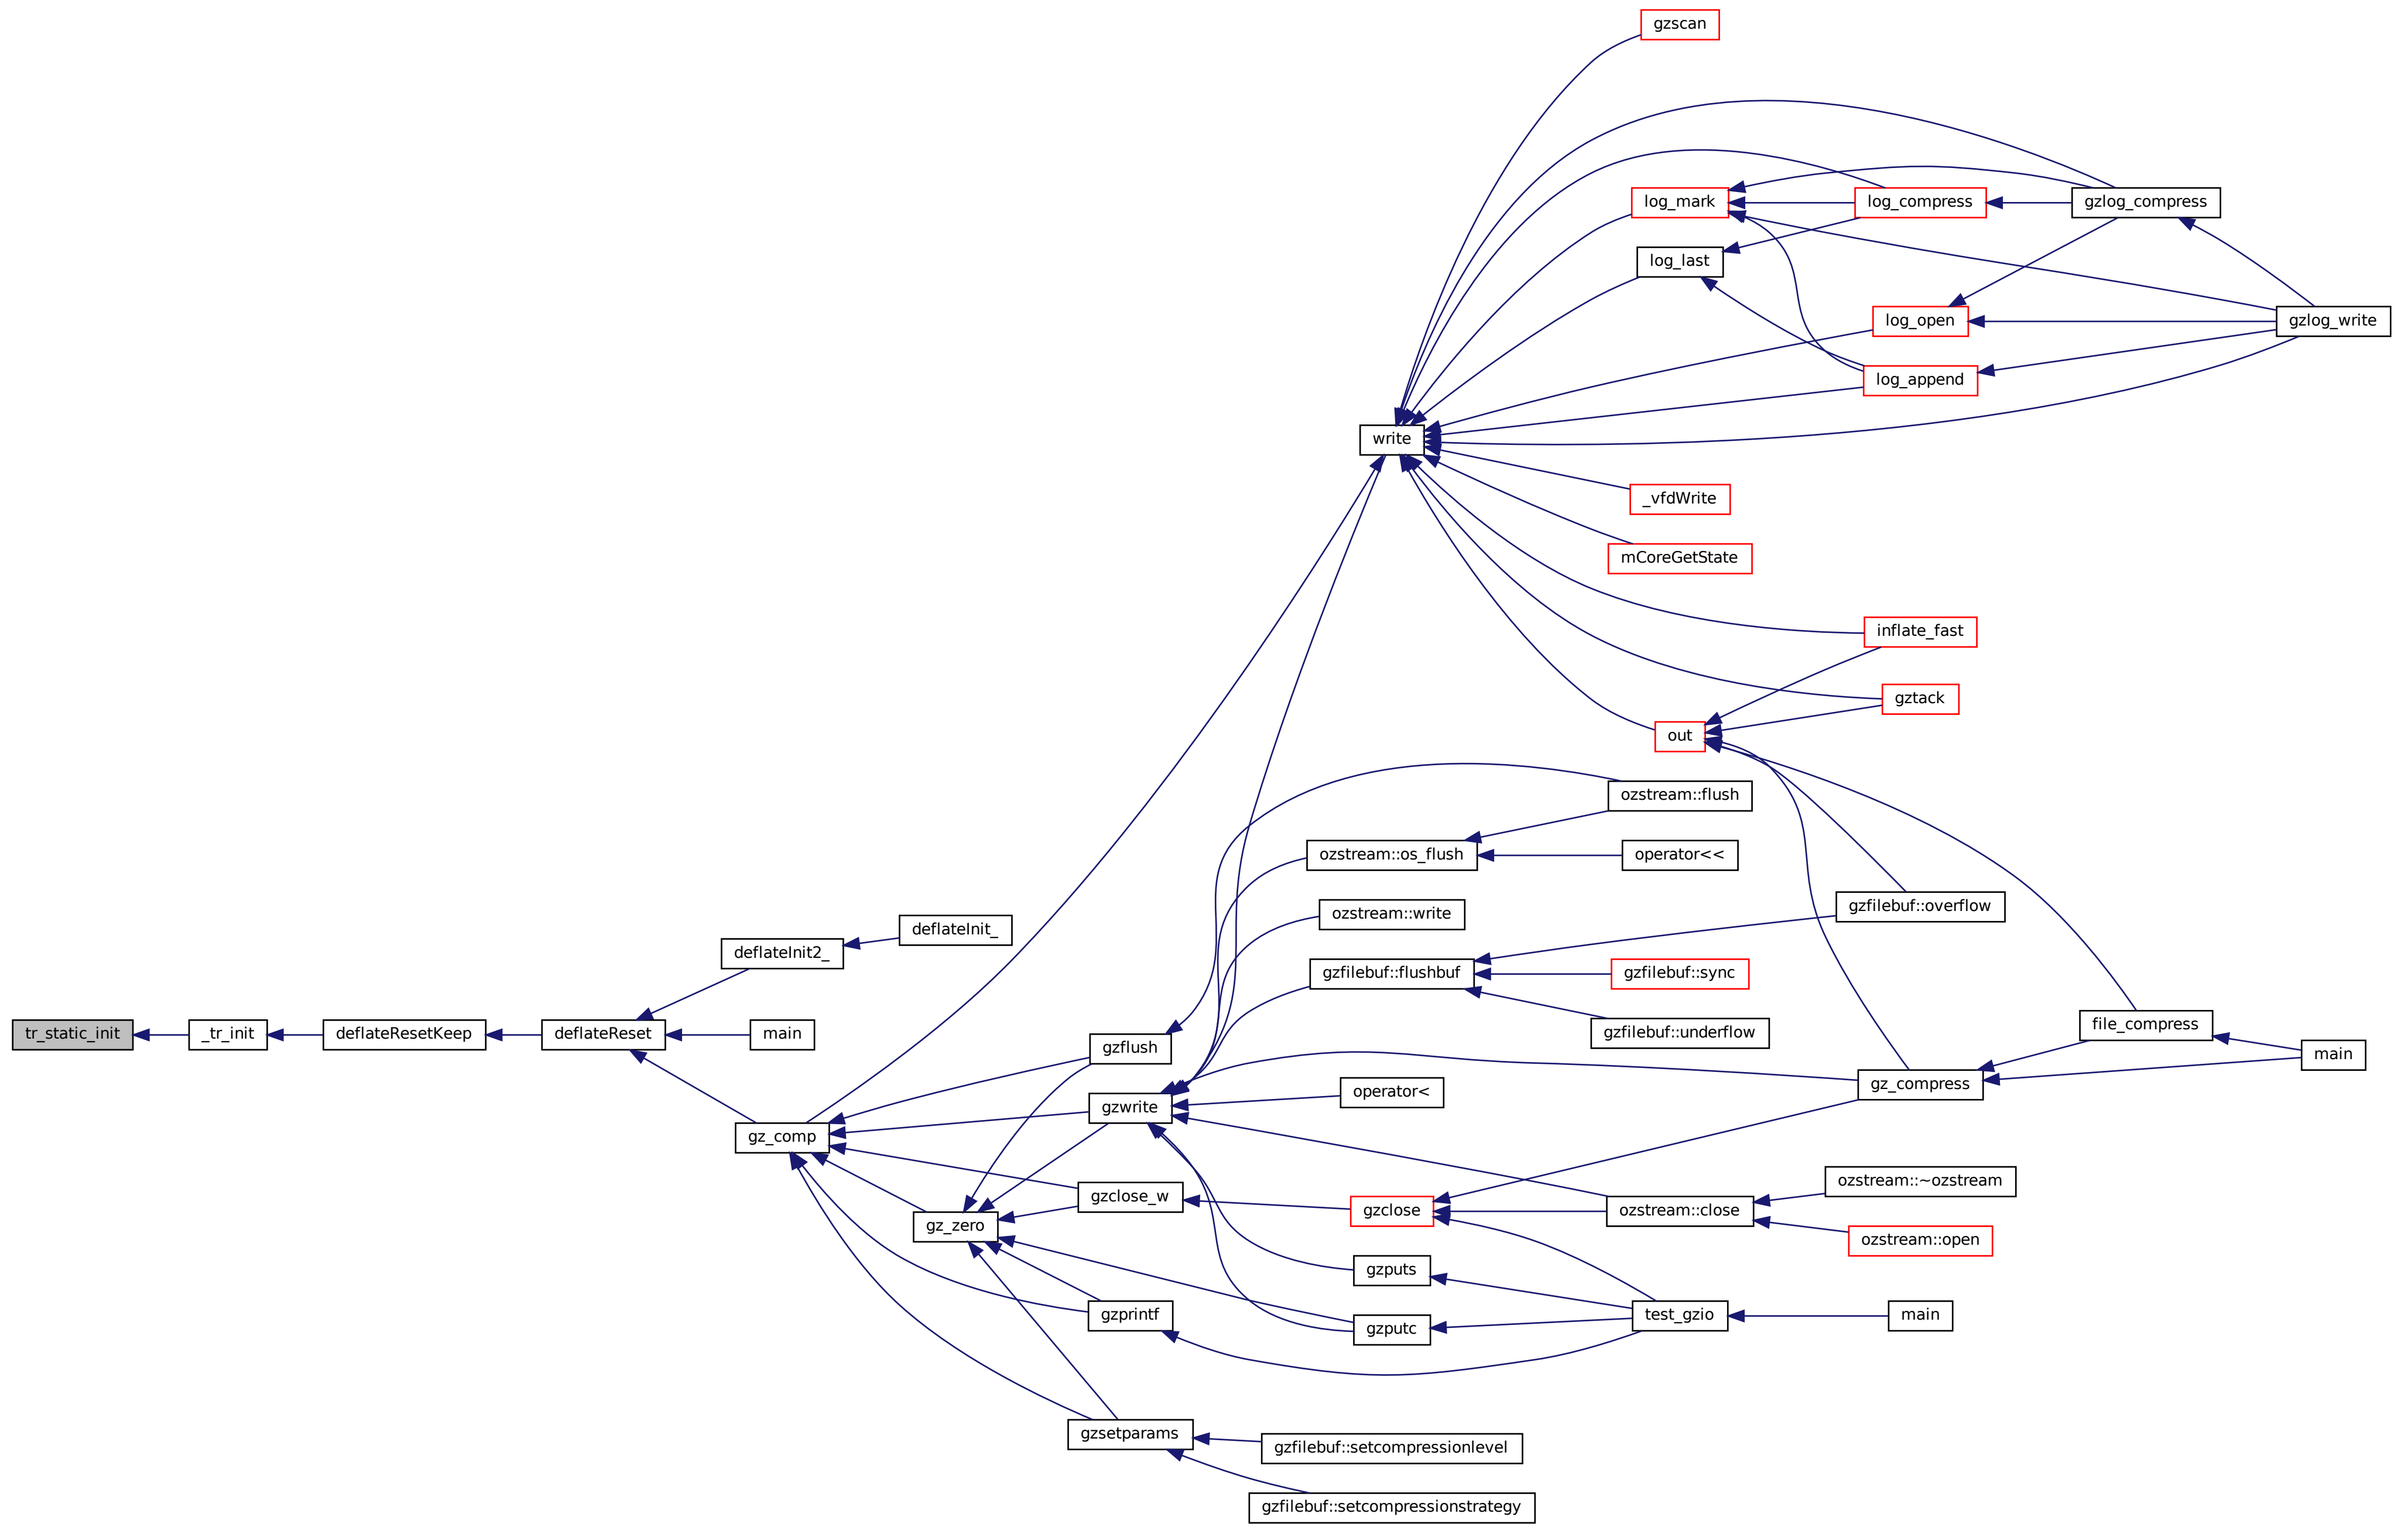 gzscan
log_mark
log_compress
gzlog_compress
log_last
log_open
gzlog_write
log_append
write
_vfdWrite
mCoreGetState
inflate_fast
gztack
out
ozstream::flush
ozstream::os_flush
operator<<
ozstream::write
gzfilebuf::overflow
deflateInit_
deflateInit2_
gzfilebuf::flushbuf
gzfilebuf::sync
tr_static_init
_tr_init
deflateResetKeep
deflateReset
main
gzflush
gzfilebuf::underflow
file_compress
main
gz_compress
operator<
gzwrite
gz_comp
gzclose_w
ozstream::~ozstream
gz_zero
gzclose
ozstream::close
ozstream::open
gzputs
gzprintf
gzputc
test_gzio
main
gzsetparams
gzfilebuf::setcompressionlevel
gzfilebuf::setcompressionstrategy